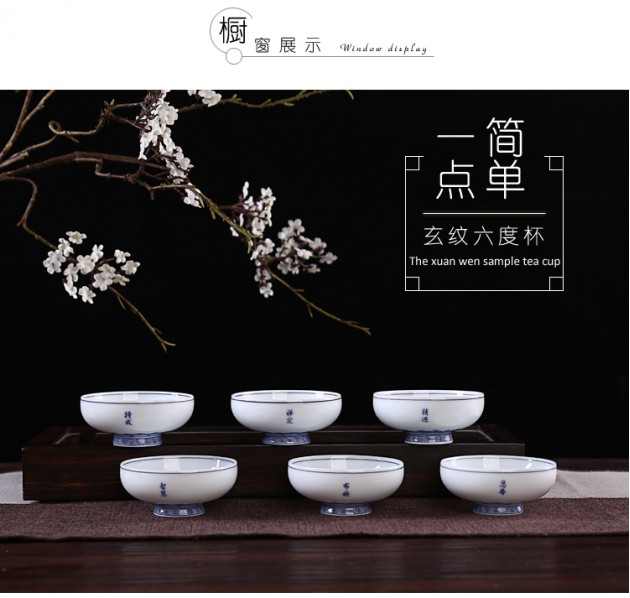 橱窗展示 Window display
简单
一点
玄纹六度杯
The xuan wen sample tea cup
持戒
禅定
精进
智慧
布施
忍辱